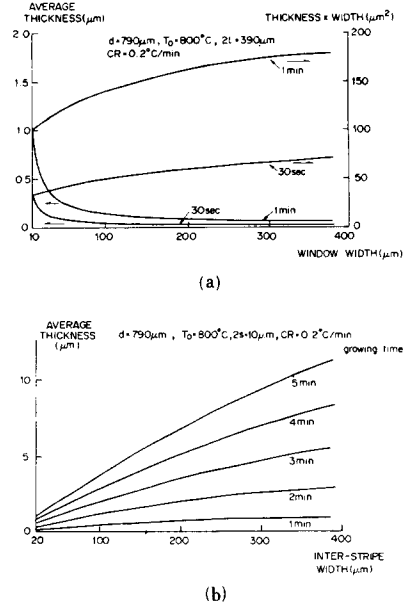 AVERAGE THICKNESS(μm)
THICKNESS × WIDTH(μm²)
d=790μm, T₀=800°C, 2l=390μm
CR=0.2°C/min
2.0
1.5
1.0
0.5
0
200
150
100
50
0
1min
30sec
30sec
1min
10
100
200
300
400
WINDOW WIDTH(μm)
(a)
AVERAGE
THICKNESS
(μm)
d=790μm, T₀=800°C, 2s=10μm, CR=0.2°C/min
growing time
10
5
0
5min
4min
3min
2min
1min
20
100
200
300
400
INTER-STRIPE
WIDTH(μm)
(b)